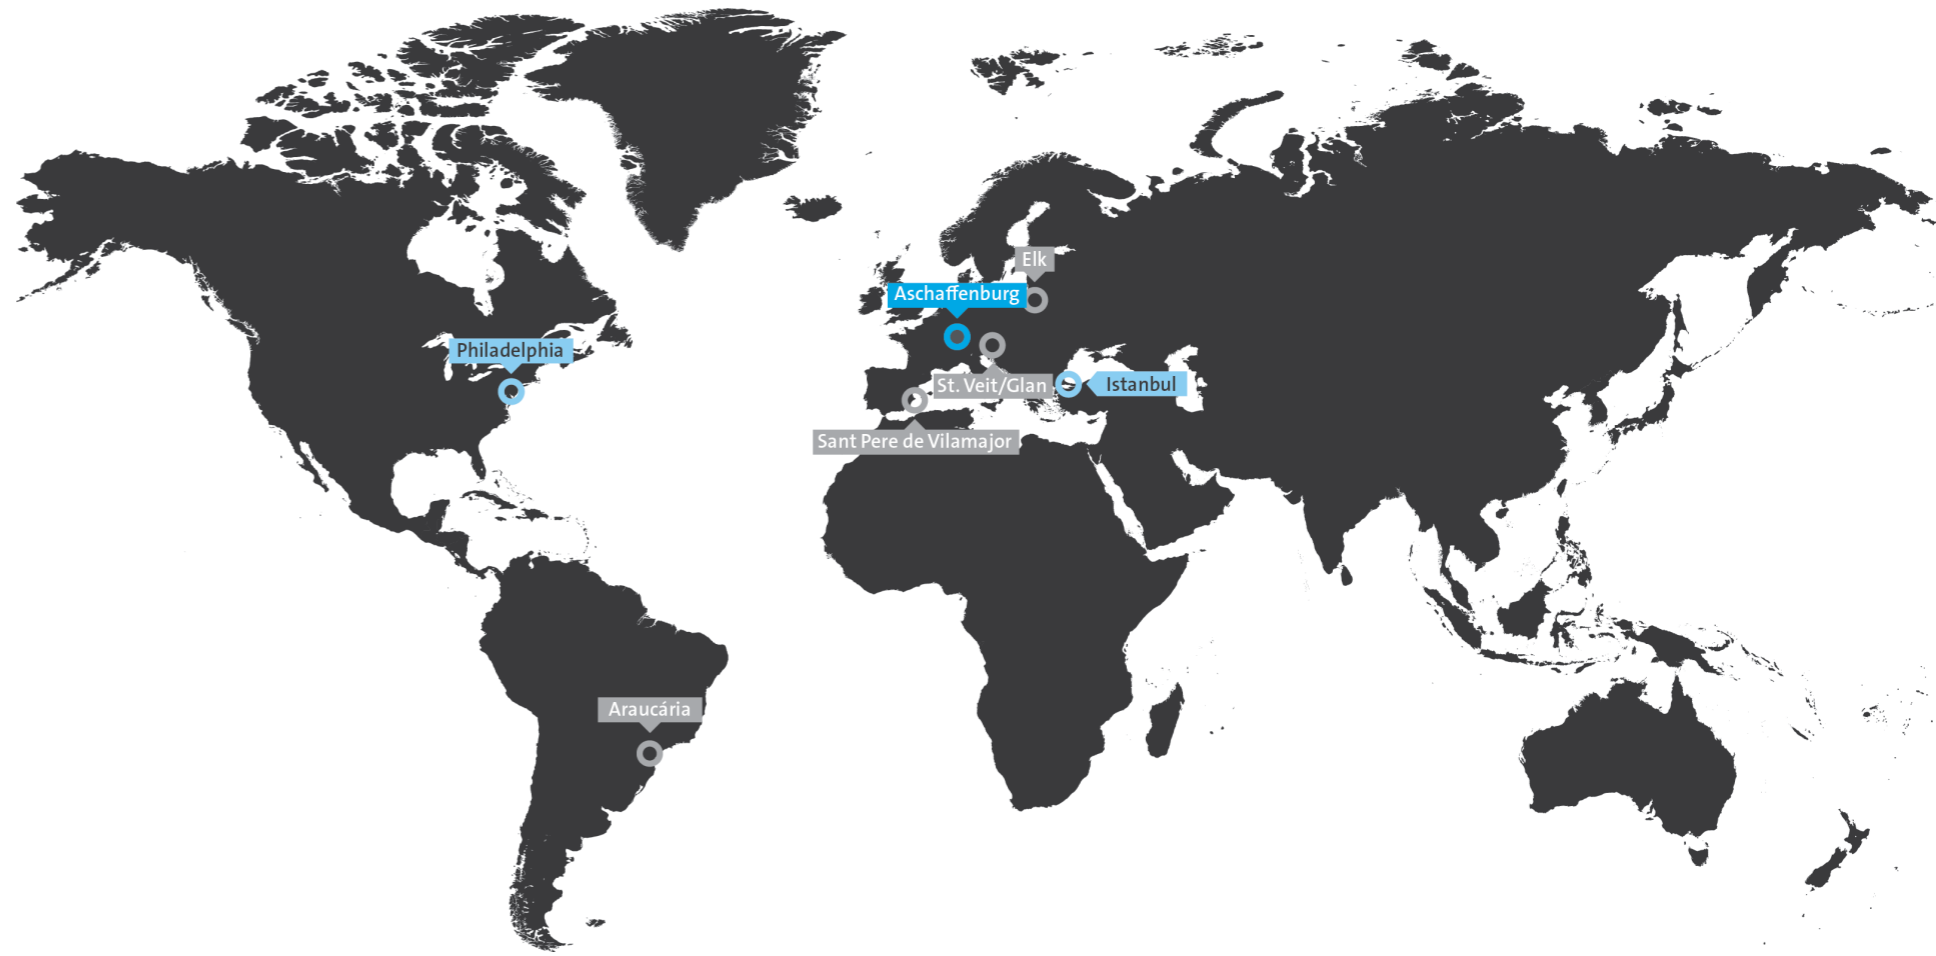 Elk
Aschaffenburg
Philadelphia
St. Veit/Glan
Istanbul
Sant Pere de Vilamajor
Araucária